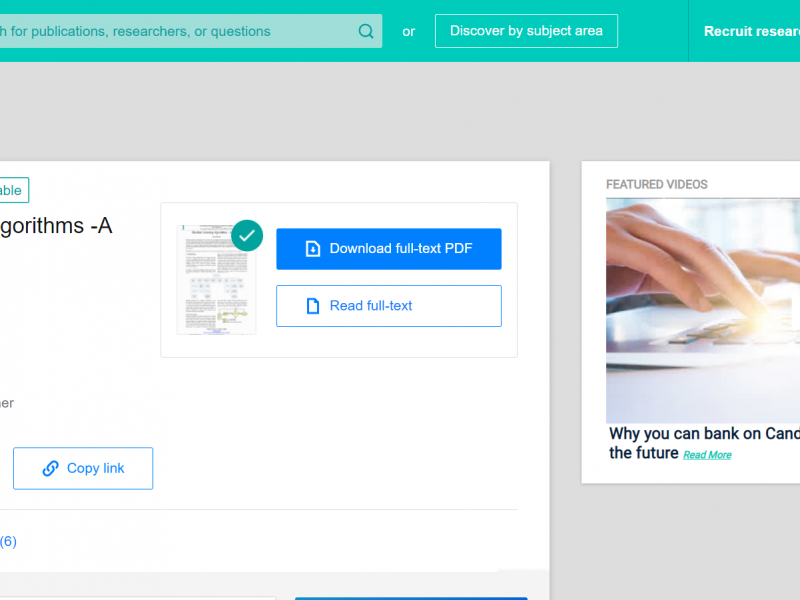 h for publications, researchers, or questions
or
Discover by subject area
Recruit resear
able
gorithms -A
Download full-text PDF
Read full-text
er
Copy link
(6)
FEATURED VIDEOS
Why you can bank on Cand
the future Read More